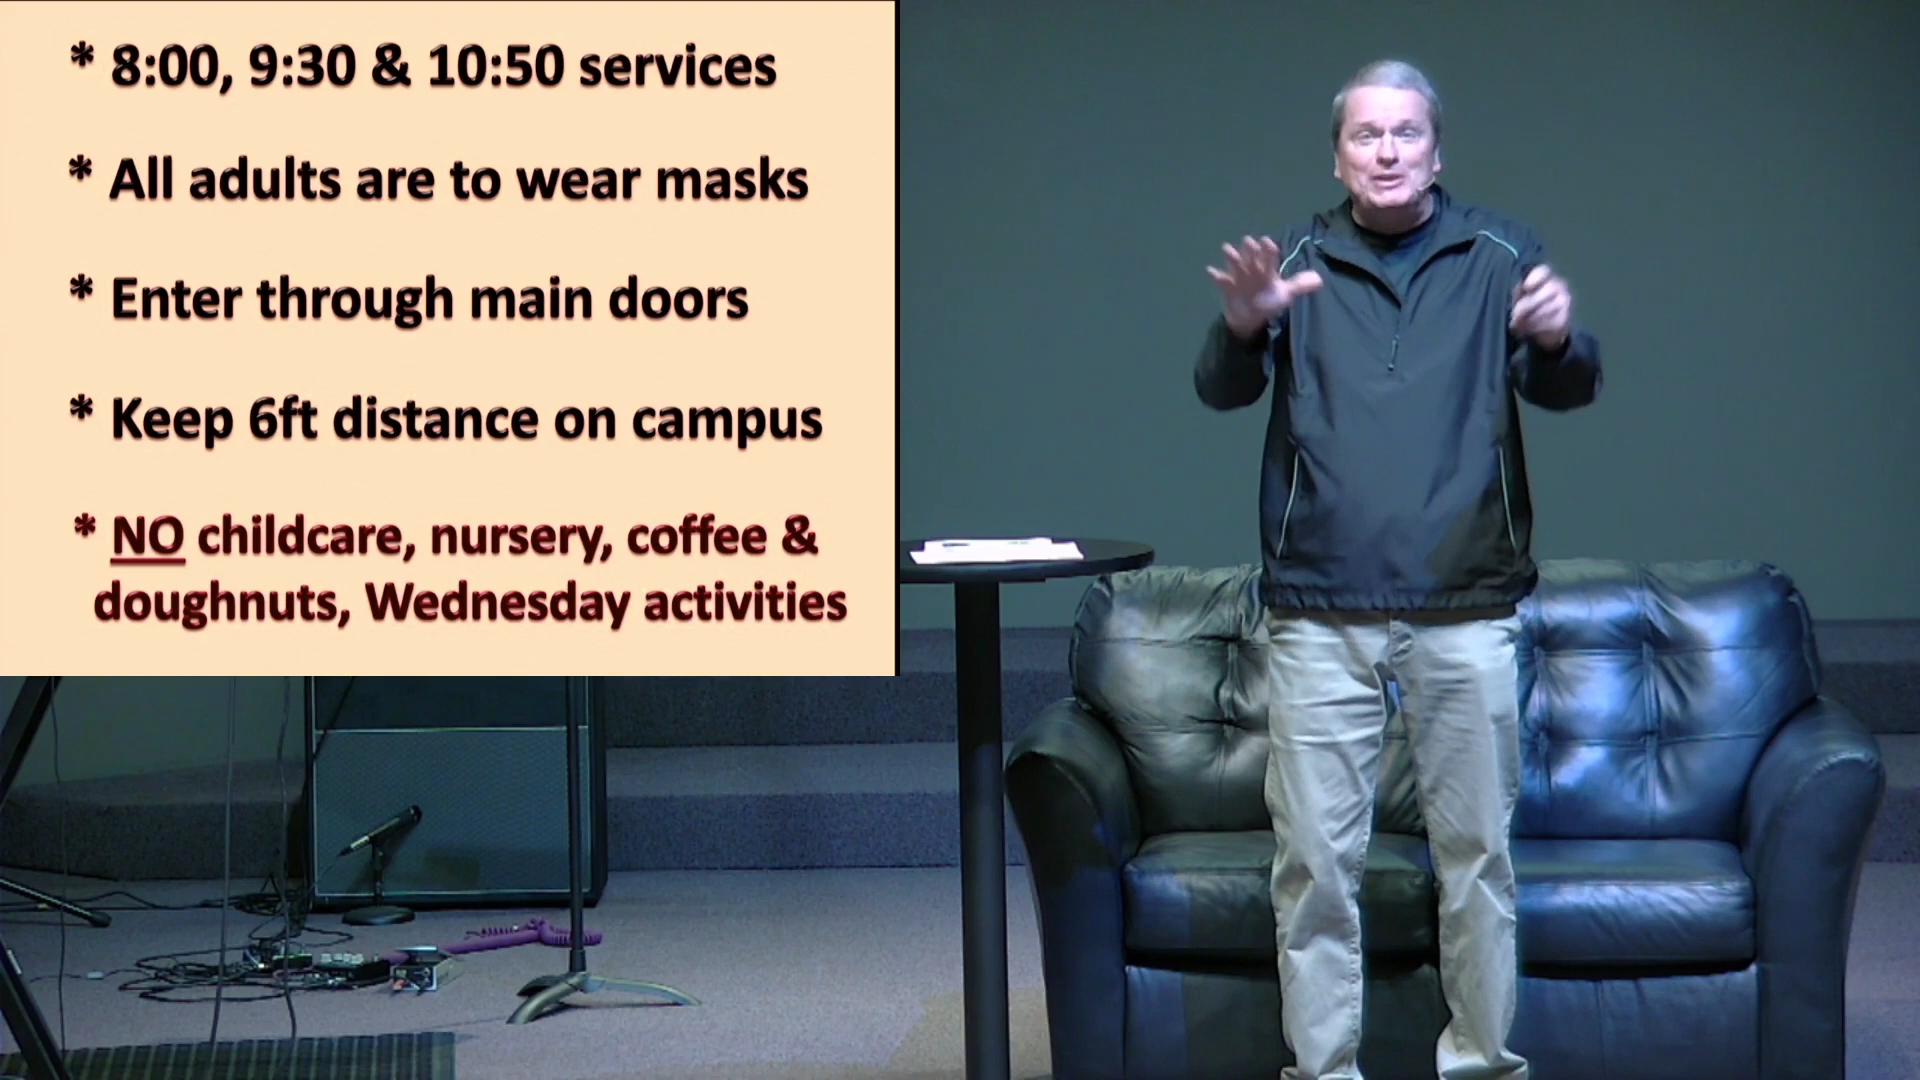 * 8:00, 9:30 & 10:50 services
* All adults are to wear masks
* Enter through main doors
* Keep 6ft distance on campus
* NO childcare, nursery, coffee &
doughnuts, Wednesday activities